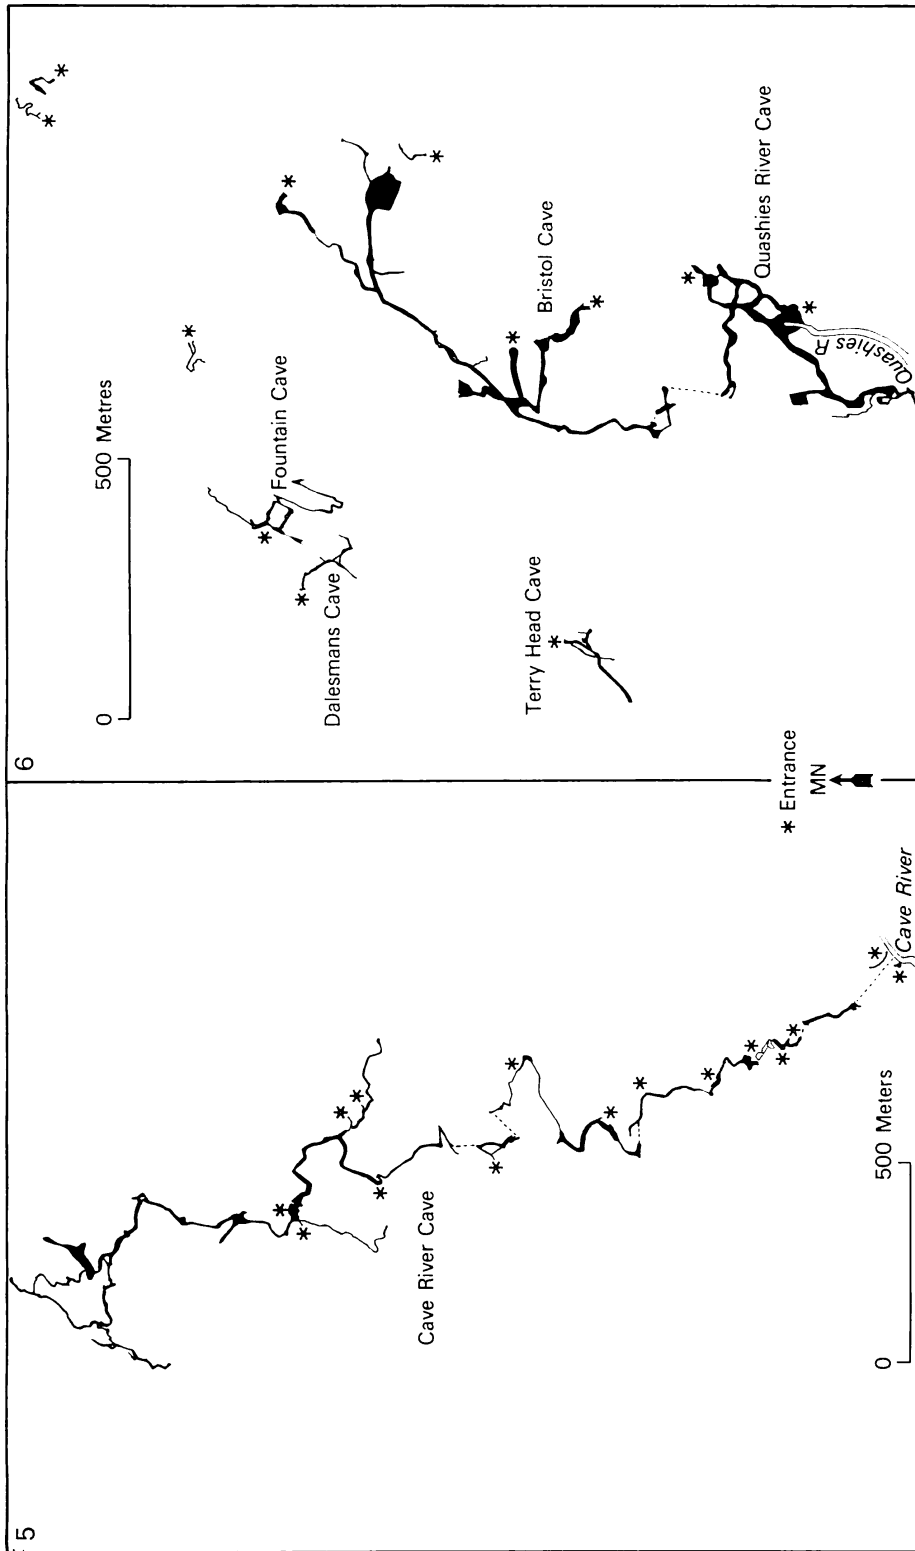 5
Cave River Cave
0 500 Meters
Cave River
* Entrance
MN
6
0 500 Metres
Dalesmans Cave
Fountain Cave
Terry Head Cave
Bristol Cave
Quashies River Cave
Quashies R